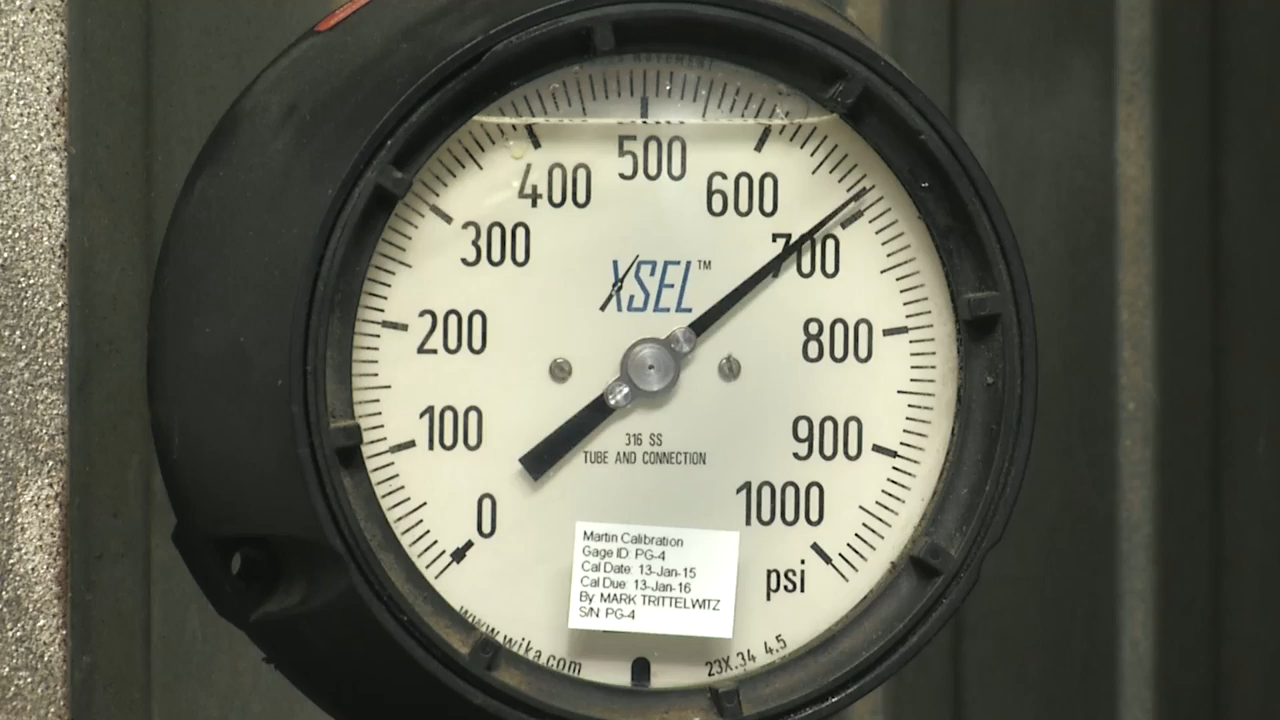 MOVEMENT
500
400
600
300
700
XSEL™
200
800
100
900
316 SS
TUBE AND CONNECTION
0
1000
psi
Martin Calibration
Gage ID: PG-4
Cal Date: 13-Jan-15
Cal Due: 13-Jan-16
By: MARK TRITTELWITZ
S/N PG-4
www.wika.com
23X.34 4.5